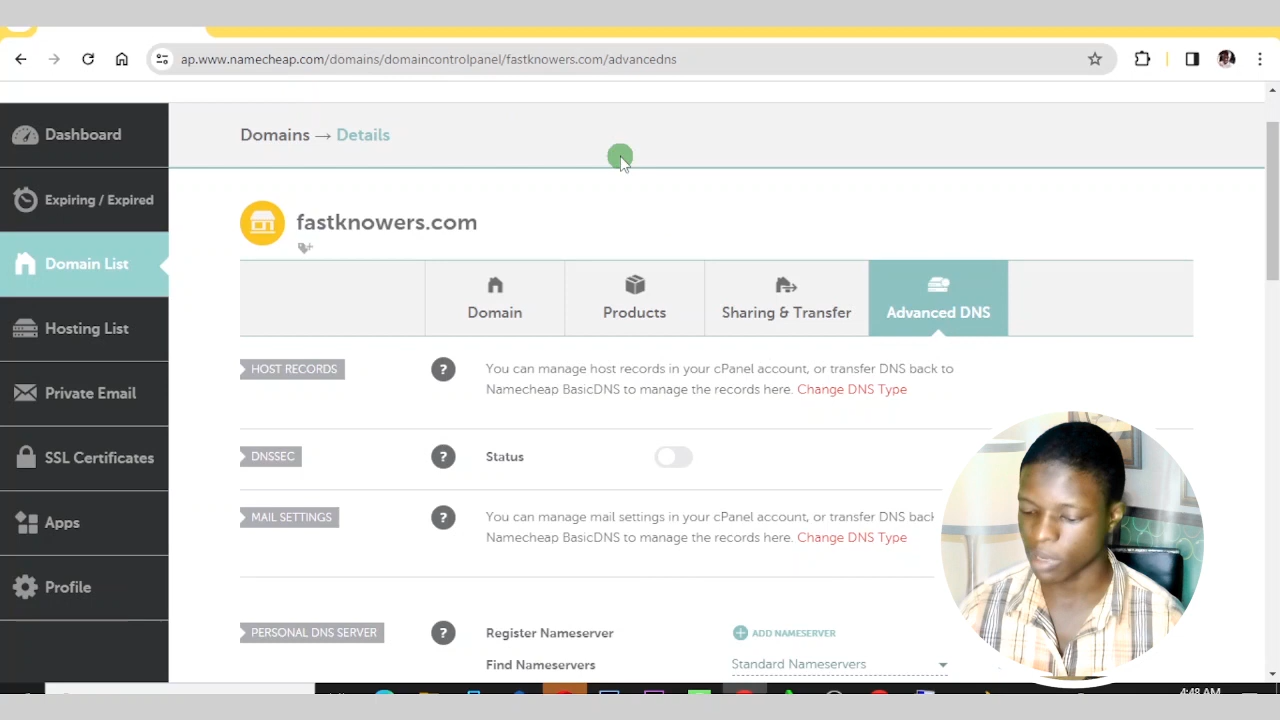 ap.www.namecheap.com/domains/domaincontrolpanel/fastknowers.com/advancedns
Dashboard
Expiring / Expired
Domain List
Hosting List
Private Email
SSL Certificates
Apps
Profile
Domains → Details
fastknowers.com
Domain
Products
Sharing & Transfer
Advanced DNS
HOST RECORDS
?
You can manage host records in your cPanel account, or transfer DNS back to
Namecheap BasicDNS to manage the records here. Change DNS Type
DNSSEC
?
Status
MAIL SETTINGS
?
You can manage mail settings in your cPanel account, or transfer DNS back
Namecheap BasicDNS to manage the records here. Change DNS Type
PERSONAL DNS SERVER
?
Register Nameserver
ADD NAMESERVER
Find Nameservers
Standard Nameservers
4:48 AM